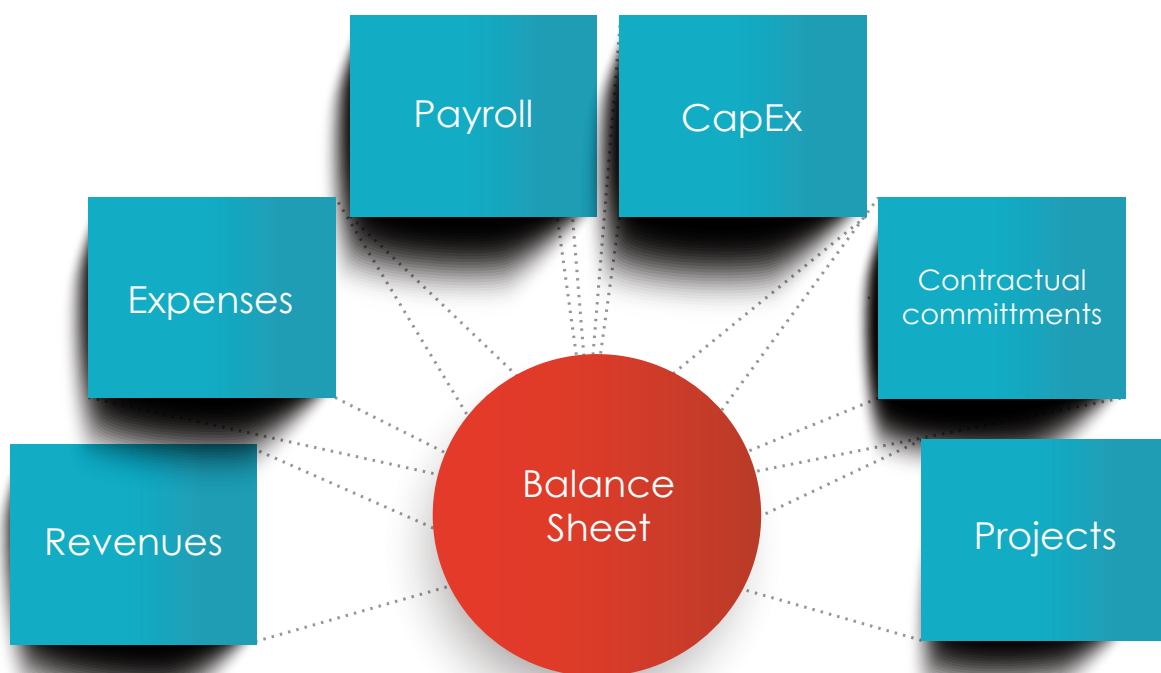 Payroll
CapEx
Expenses
Contractual
committments
Balance
Sheet
Revenues
Projects